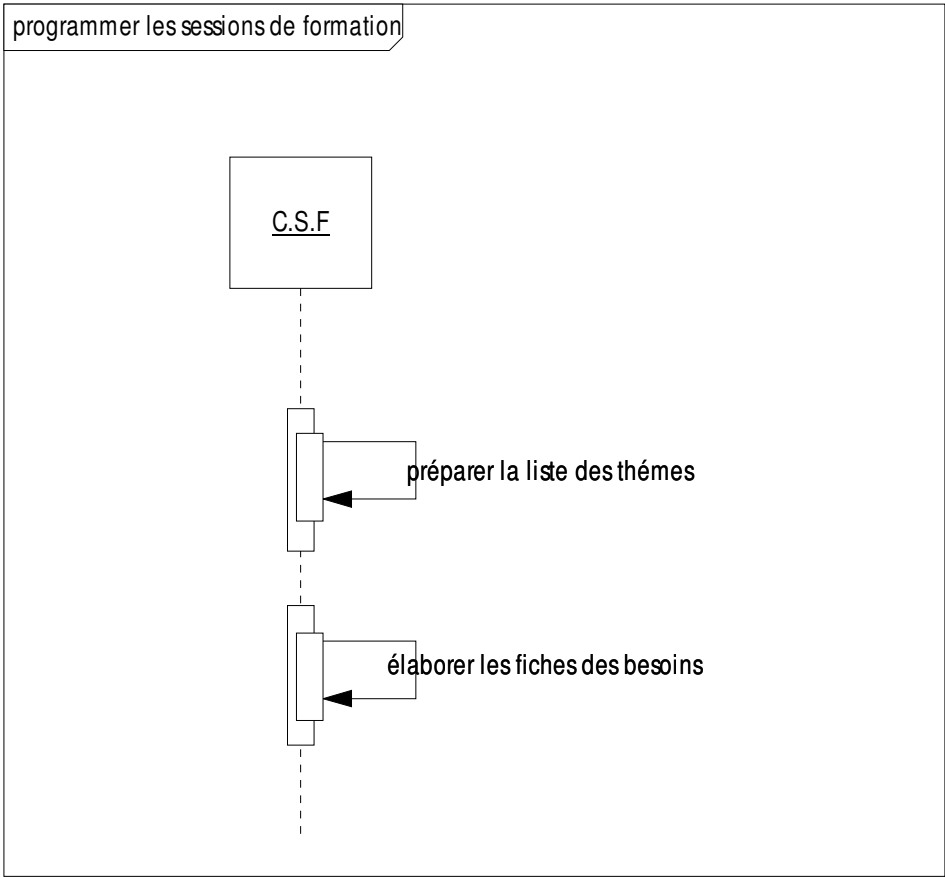 programmer les sessions de formation
C.S.F
préparer la liste des thémes
élaborer les fiches des besoins